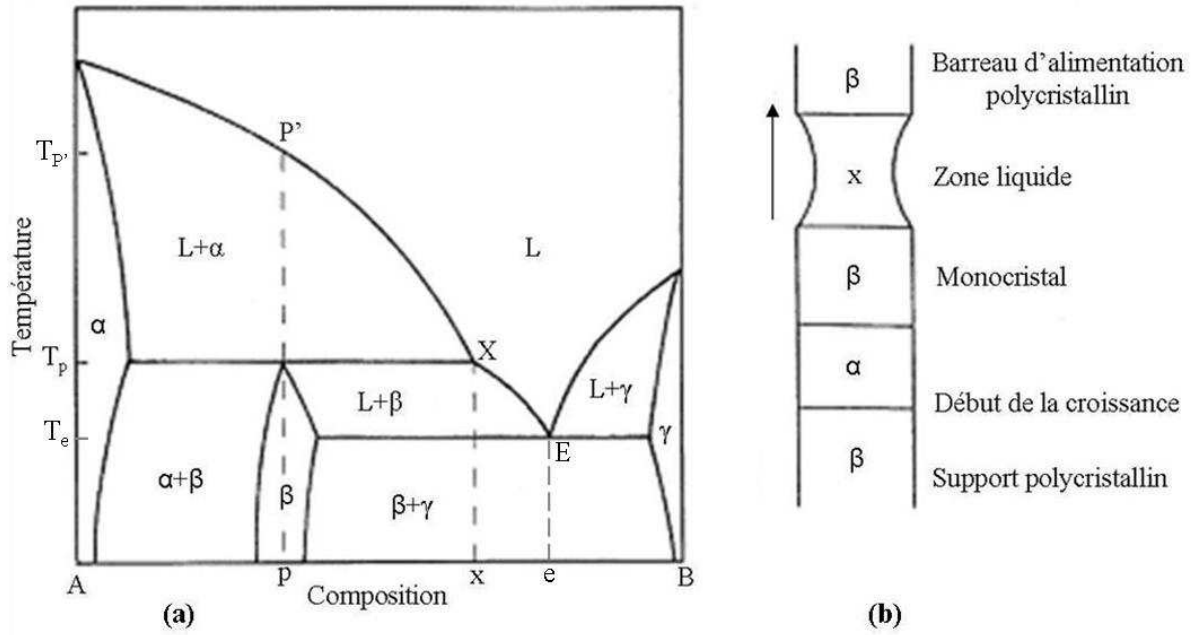 T_P'
T_p
T_e
Température
P'
L+α
L
α
X
L+β
L+γ
γ
E
α+β
β
β+γ
A
p
x
e
B
Composition
(a)
β
Barreau d’alimentation
polycristallin
x
Zone liquide
β
Monocristal
α
Début de la croissance
β
Support polycristallin
(b)